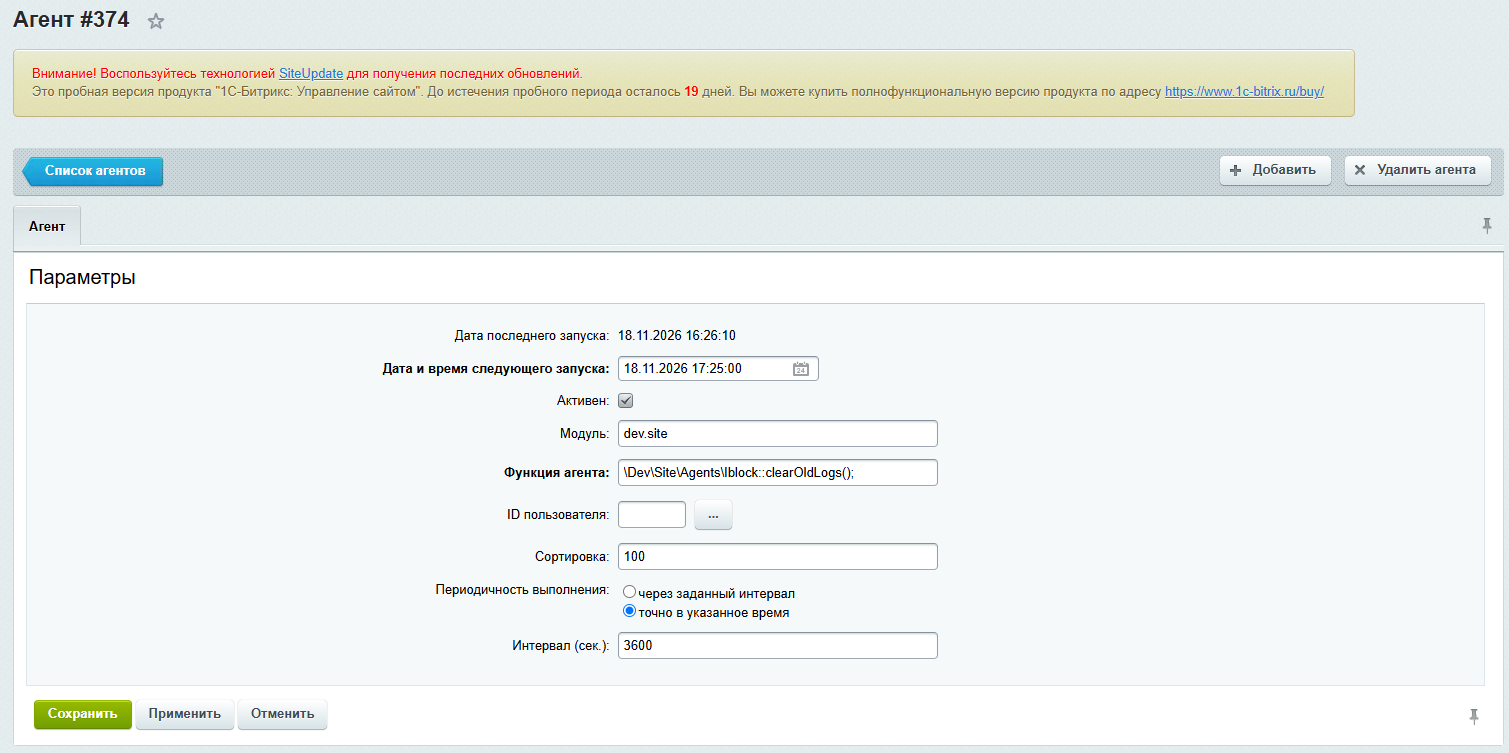 Агент #374
Внимание! Воспользуйтесь технологией SiteUpdate для получения последних обновлений.
Это пробная версия продукта "1С-Битрикс: Управление сайтом". До истечения пробного периода осталось 19 дней. Вы можете купить полнофункциональную версию продукта по адресу https://www.1c-bitrix.ru/buy/
Список агентов
Добавить
Удалить агента
Агент
Параметры
Дата последнего запуска: 18.11.2026 16:26:10
Дата и время следующего запуска: 18.11.2026 17:25:00
24
Активен:
Модуль: dev.site
Функция агента: \Dev\Site\Agents\Iblock::clearOldLogs();
ID пользователя: ...
Сортировка: 100
Периодичность выполнения: через заданный интервал
точно в указанное время
Интервал (сек.): 3600
Сохранить Применить Отменить